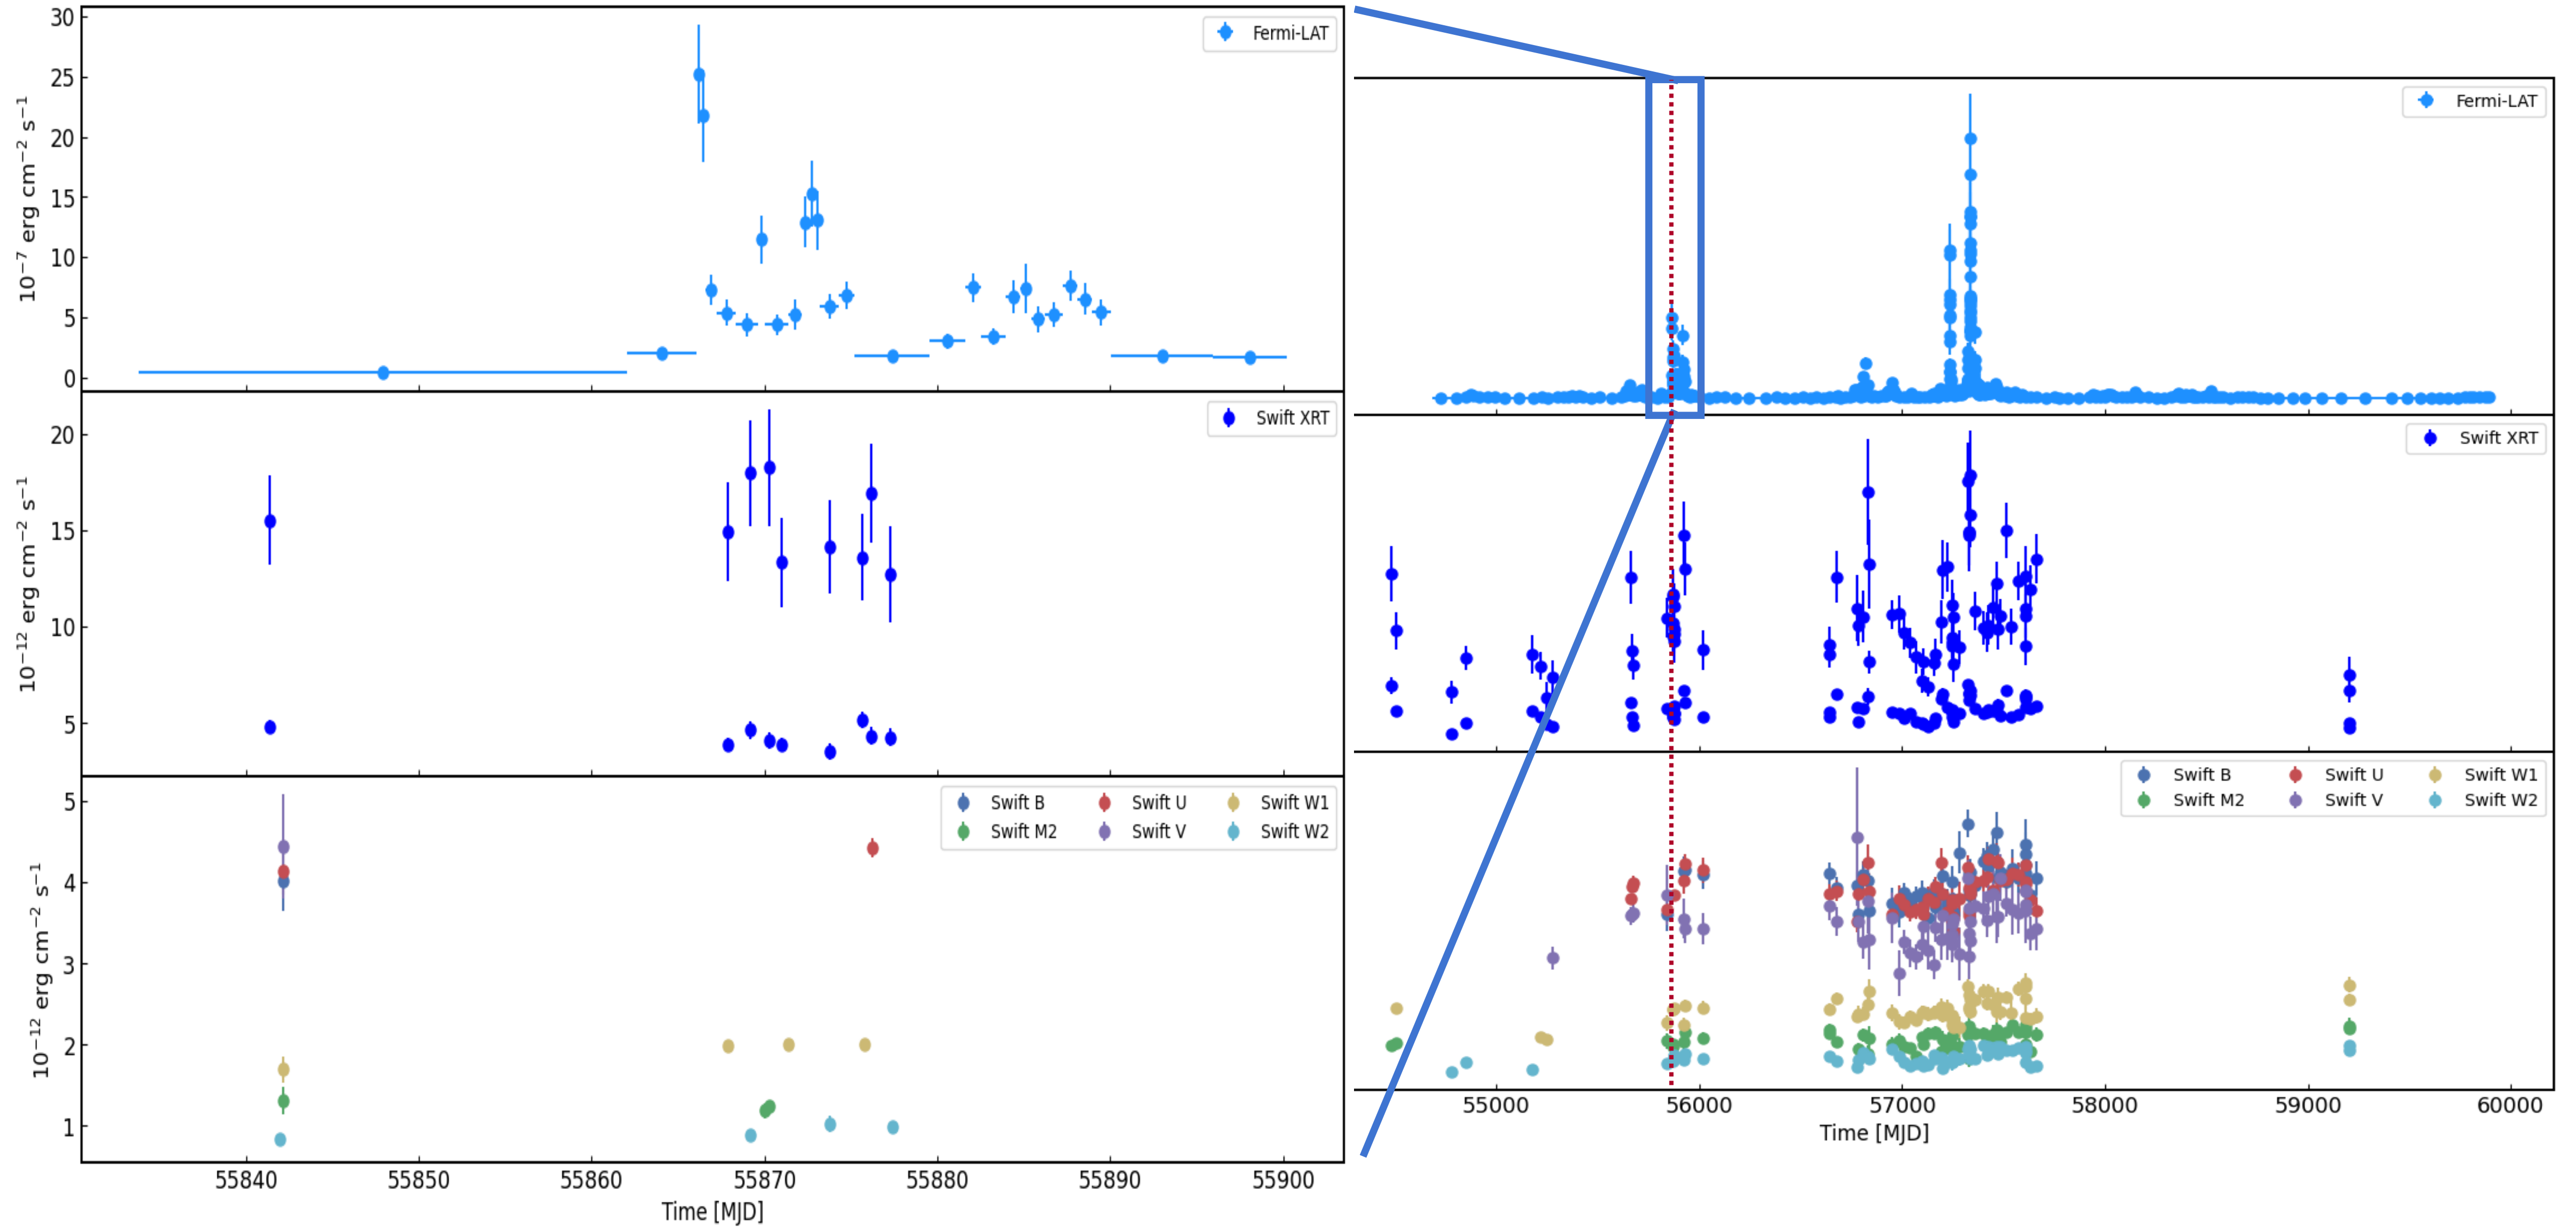 30
25
20
15
10
5
0
10⁻⁷ erg cm⁻² s⁻¹
Fermi-LAT
20
15
10
5
10⁻¹² erg cm⁻² s⁻¹
Swift XRT
5
4
3
2
1
10⁻¹² erg cm⁻² s⁻¹
Swift B Swift U Swift W1
Swift M2 Swift V Swift W2
55840 55850 55860 55870 55880 55890 55900
Time [MJD]
Fermi-LAT
Swift XRT
Swift B Swift U Swift W1
Swift M2 Swift V Swift W2
55000 56000 57000 58000 59000 60000
Time [MJD]